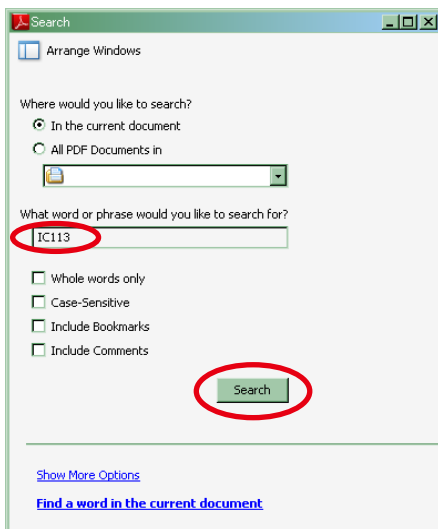 Search
Arrange Windows
Where would you like to search?
In the current document
All PDF Documents in
What word or phrase would you like to search for?
IC113
Whole words only
Case-Sensitive
Include Bookmarks
Include Comments
Search
Show More Options
Find a word in the current document